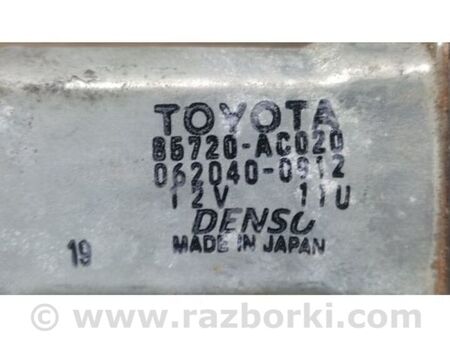 TOYOTA
85720-AC020
062040-0912
12V 11U
DENSO
MADE IN JAPAN
19
© www.razborki.com